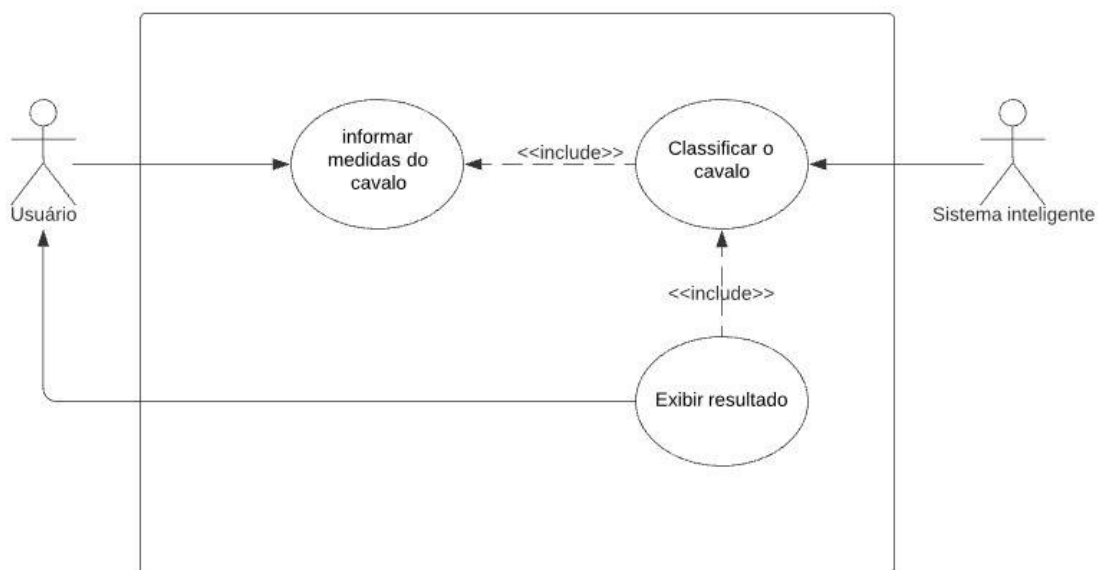 informar
medidas do
cavalo
<<include>>
Classificar o
cavalo
Usuário
Sistema inteligente
<<include>>
Exibir resultado